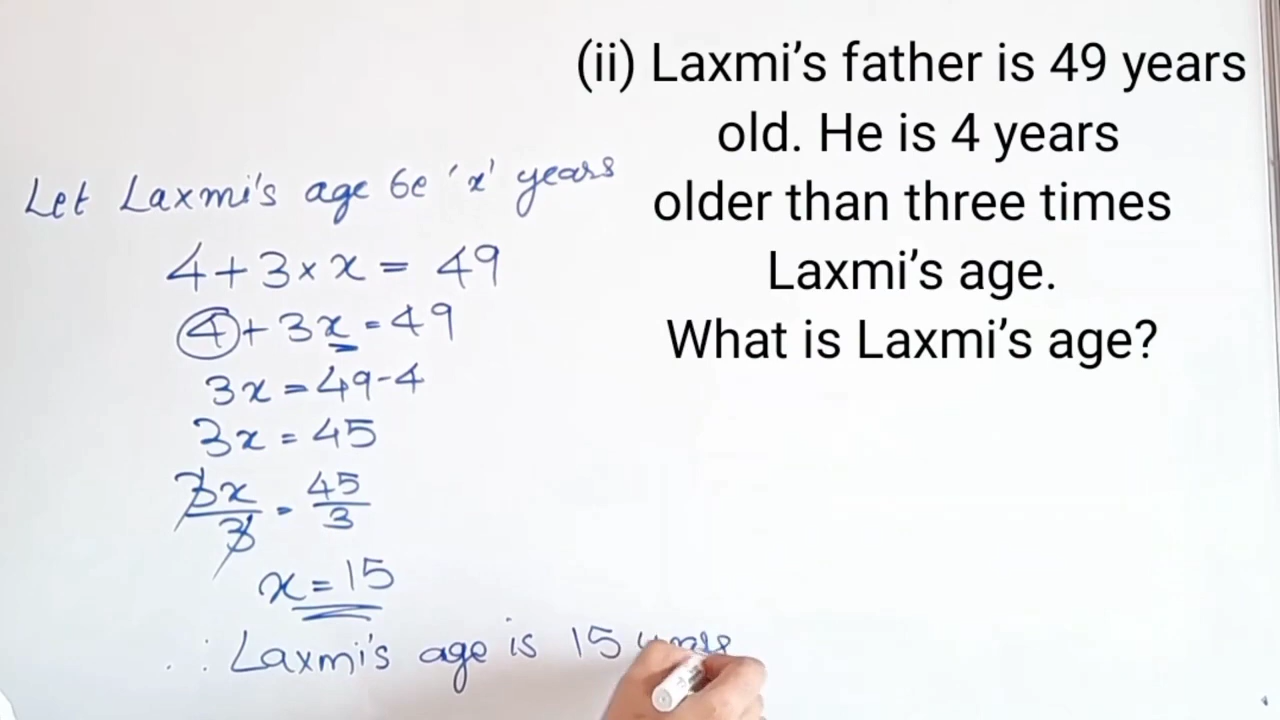 (ii) Laxmi’s father is 49 years
old. He is 4 years
older than three times
Laxmi’s age.
What is Laxmi’s age?
Let Laxmi's age be 'x' years
4+3×x = 49
4+3x=49
3x=49-4
3x=45
3x/3=45/3
x=15
∴ Laxmi's age is 15 years